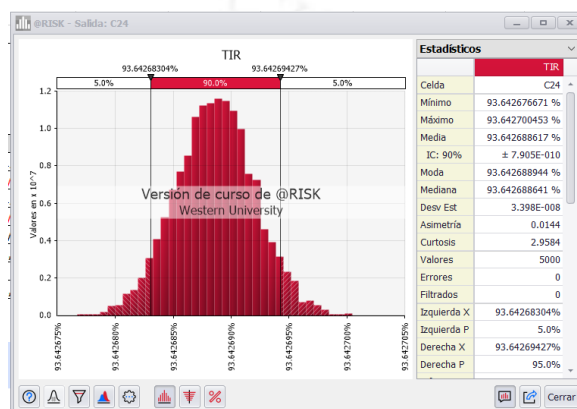 @RISK - Salida: C24
TIR
93.64268304% 93.64269427%
5.0% 90.0% 5.0%
Valores en x 10^7
1.2
1.0
0.8
0.6
0.4
0.2
0.0
Versión de curso de @RISK
Western University
93.642675%
93.642680%
93.642685%
93.642690%
93.642695%
93.642700%
93.642705%
Estadísticos
TIR
Celda C24
Mínimo 93.642676671 %
Máximo 93.642700453 %
Media 93.642688617 %
IC: 90% ± 7.905E-010
Moda 93.642688944 %
Mediana 93.642688641 %
Desv Est 3.398E-008
Asimetría 0.0144
Curtosis 2.9584
Valores 5000
Errores 0
Filtrados 0
Izquierda X 93.64268304%
Izquierda P 5.0%
Derecha X 93.64269427%
Derecha P 95.0%
Cerrar